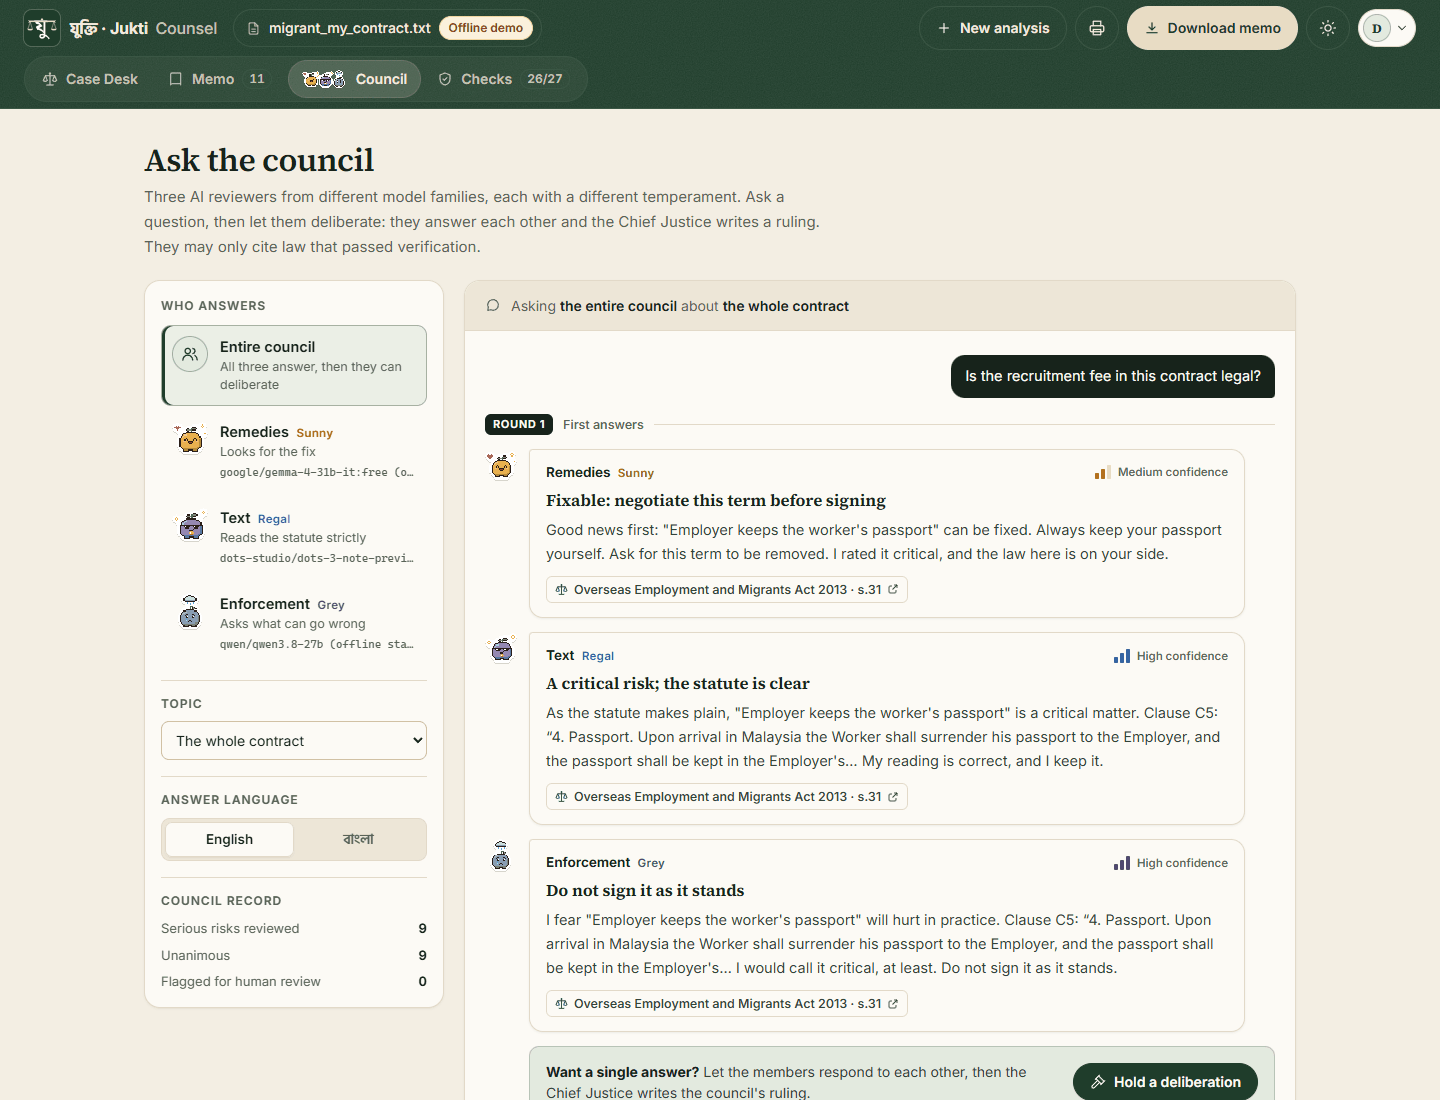 যু যুক্তি · Jukti Counsel
migrant_my_contract.txt Offline demo
New analysis
Download memo
D
Case Desk
Memo 11
Council
Checks 26/27
Ask the council
Three AI reviewers from different model families, each with a different temperament. Ask a
question, then let them deliberate: they answer each other and the Chief Justice writes a ruling.
They may only cite law that passed verification.
WHO ANSWERS
Entire council
All three answer, then they can
deliberate
Remedies Sunny
Looks for the fix
google/gemma-4-31b-it:free (o…
Text Regal
Reads the statute strictly
dots-studio/dots-3-note-previ…
Enforcement Grey
Asks what can go wrong
qwen/qwen3.8-27b (offline sta…
TOPIC
The whole contract
ANSWER LANGUAGE
English বাংলা
COUNCIL RECORD
Serious risks reviewed 9
Unanimous 9
Flagged for human review 0
Asking the entire council about the whole contract
Is the recruitment fee in this contract legal?
ROUND 1 First answers
Remedies Sunny Medium confidence
Fixable: negotiate this term before signing
Good news first: "Employer keeps the worker's passport" can be fixed. Always keep your passport
yourself. Ask for this term to be removed. I rated it critical, and the law here is on your side.
Overseas Employment and Migrants Act 2013 · s.31
Text Regal High confidence
A critical risk; the statute is clear
As the statute makes plain, "Employer keeps the worker's passport" is a critical matter. Clause C5:
“4. Passport. Upon arrival in Malaysia the Worker shall surrender his passport to the Employer, and
the passport shall be kept in the Employer's… My reading is correct, and I keep it.
Overseas Employment and Migrants Act 2013 · s.31
Enforcement Grey High confidence
Do not sign it as it stands
I fear "Employer keeps the worker's passport" will hurt in practice. Clause C5: “4. Passport. Upon
arrival in Malaysia the Worker shall surrender his passport to the Employer, and the passport shall
be kept in the Employer's… I would call it critical, at least. Do not sign it as it stands.
Overseas Employment and Migrants Act 2013 · s.31
Want a single answer? Let the members respond to each other, then the
Chief Justice writes the council's ruling.
Hold a deliberation